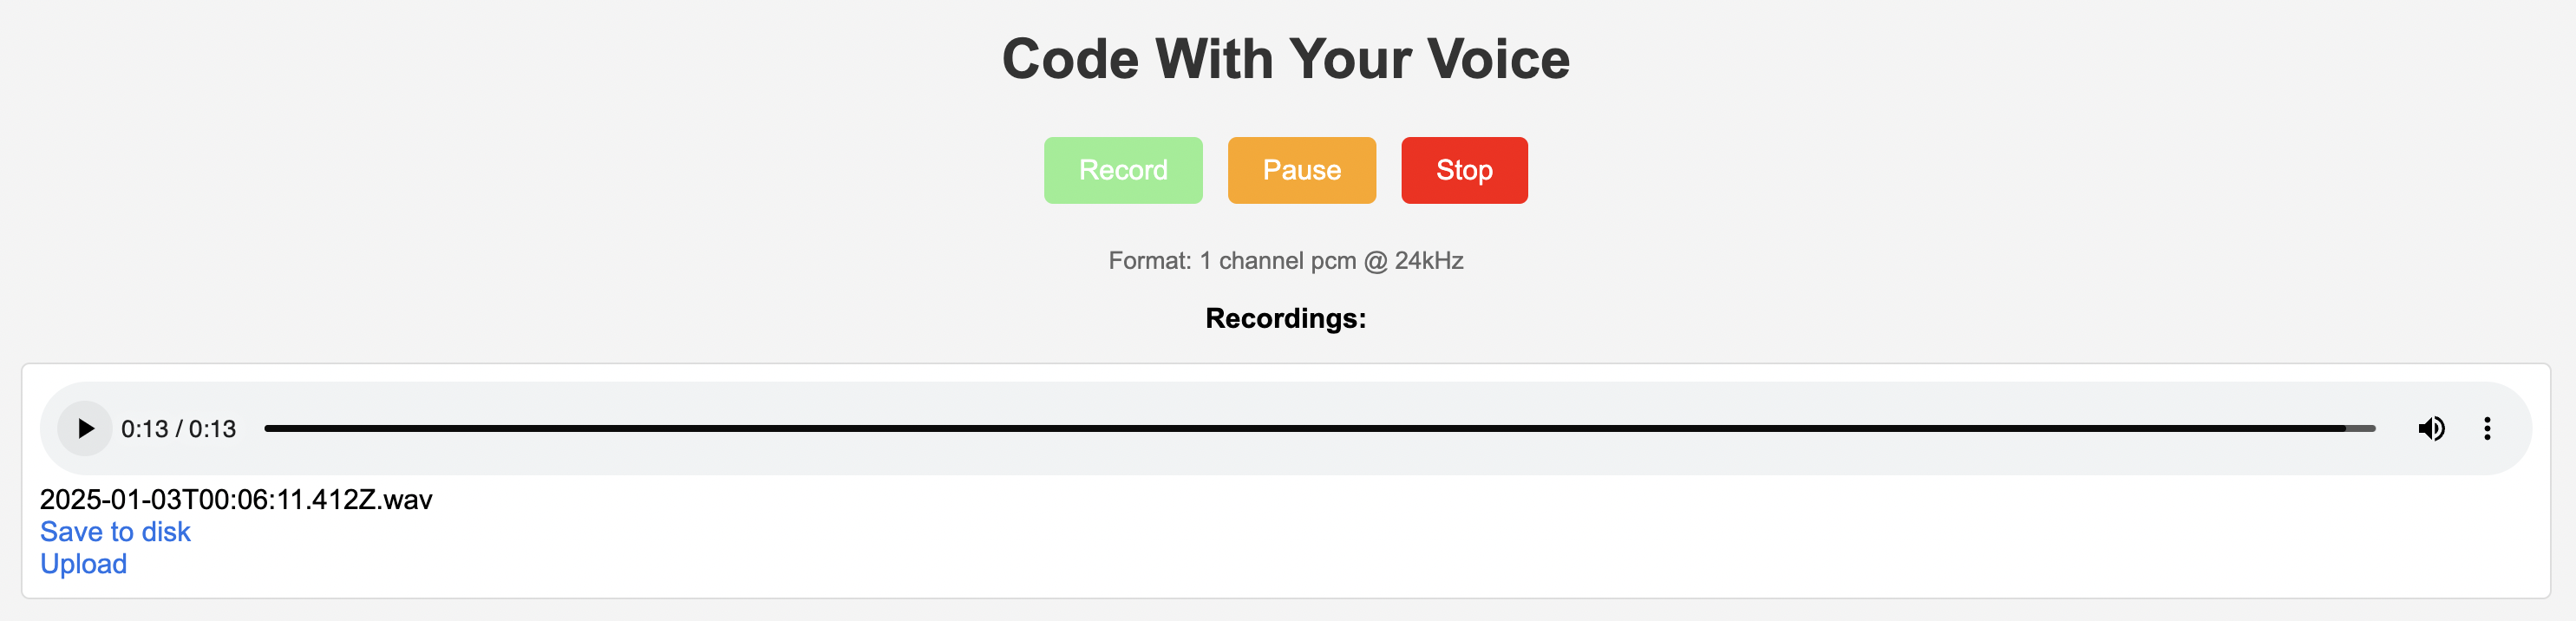 Code With Your Voice
Record Pause Stop
Format: 1 channel pcm @ 24kHz
Recordings:
0:13 / 0:13
2025-01-03T00:06:11.412Z.wav
Save to disk
Upload